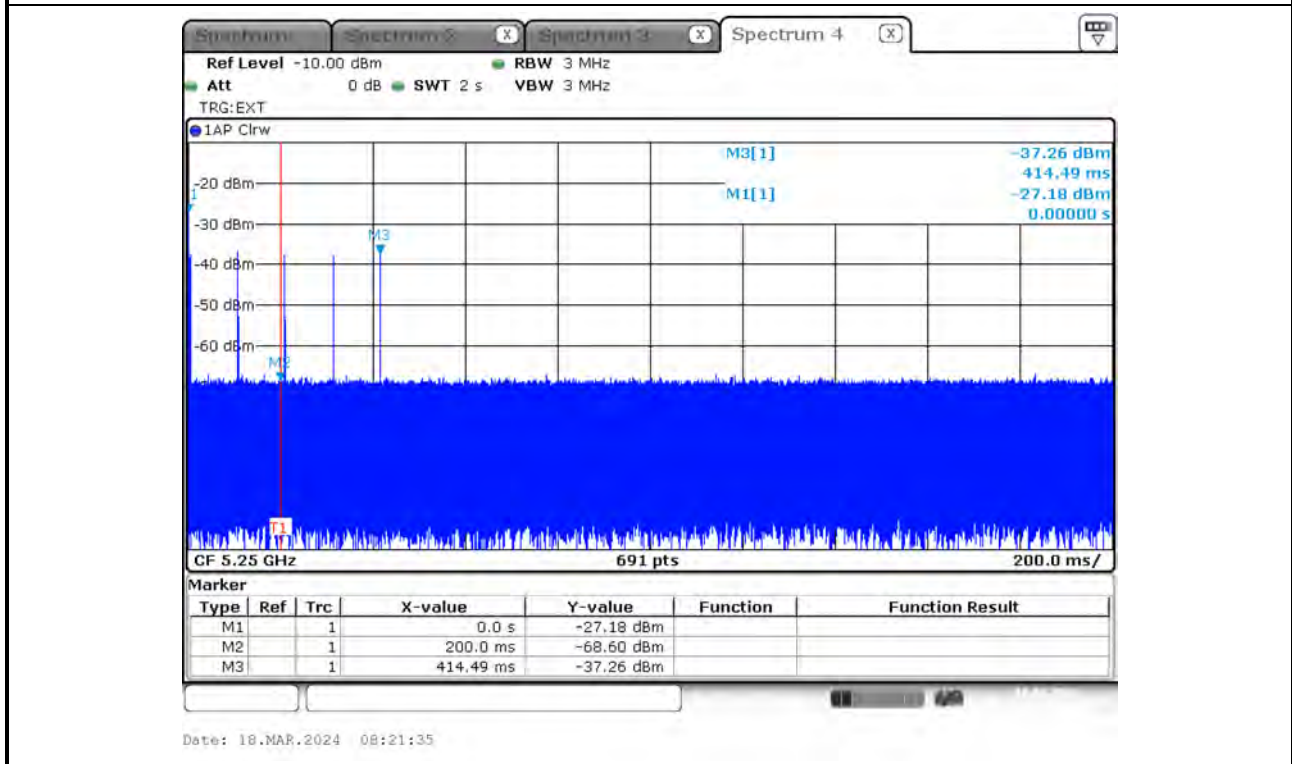 Spectrum 2 X Spectrum 3 X Spectrum 4 X
Ref Level -10.00 dBm RBW 3 MHz
Att 0 dB SWT 2 s VBW 3 MHz
TRG:EXT
1AP Clrw
M3[1] -37.26 dBm
414.49 ms
-20 dBm
1 M1[1] -27.18 dBm
0.00000 s
-30 dBm
M3
-40 dBm
-50 dBm
-60 dBm
M2
T1
CF 5.25 GHz 691 pts 200.0 ms/
Marker
Type Ref Trc X-value Y-value Function Function Result
M1 1 0.0 s -27.18 dBm
M2 1 200.0 ms -68.60 dBm
M3 1 414.49 ms -37.26 dBm
Date: 18.MAR.2024 08:21:35